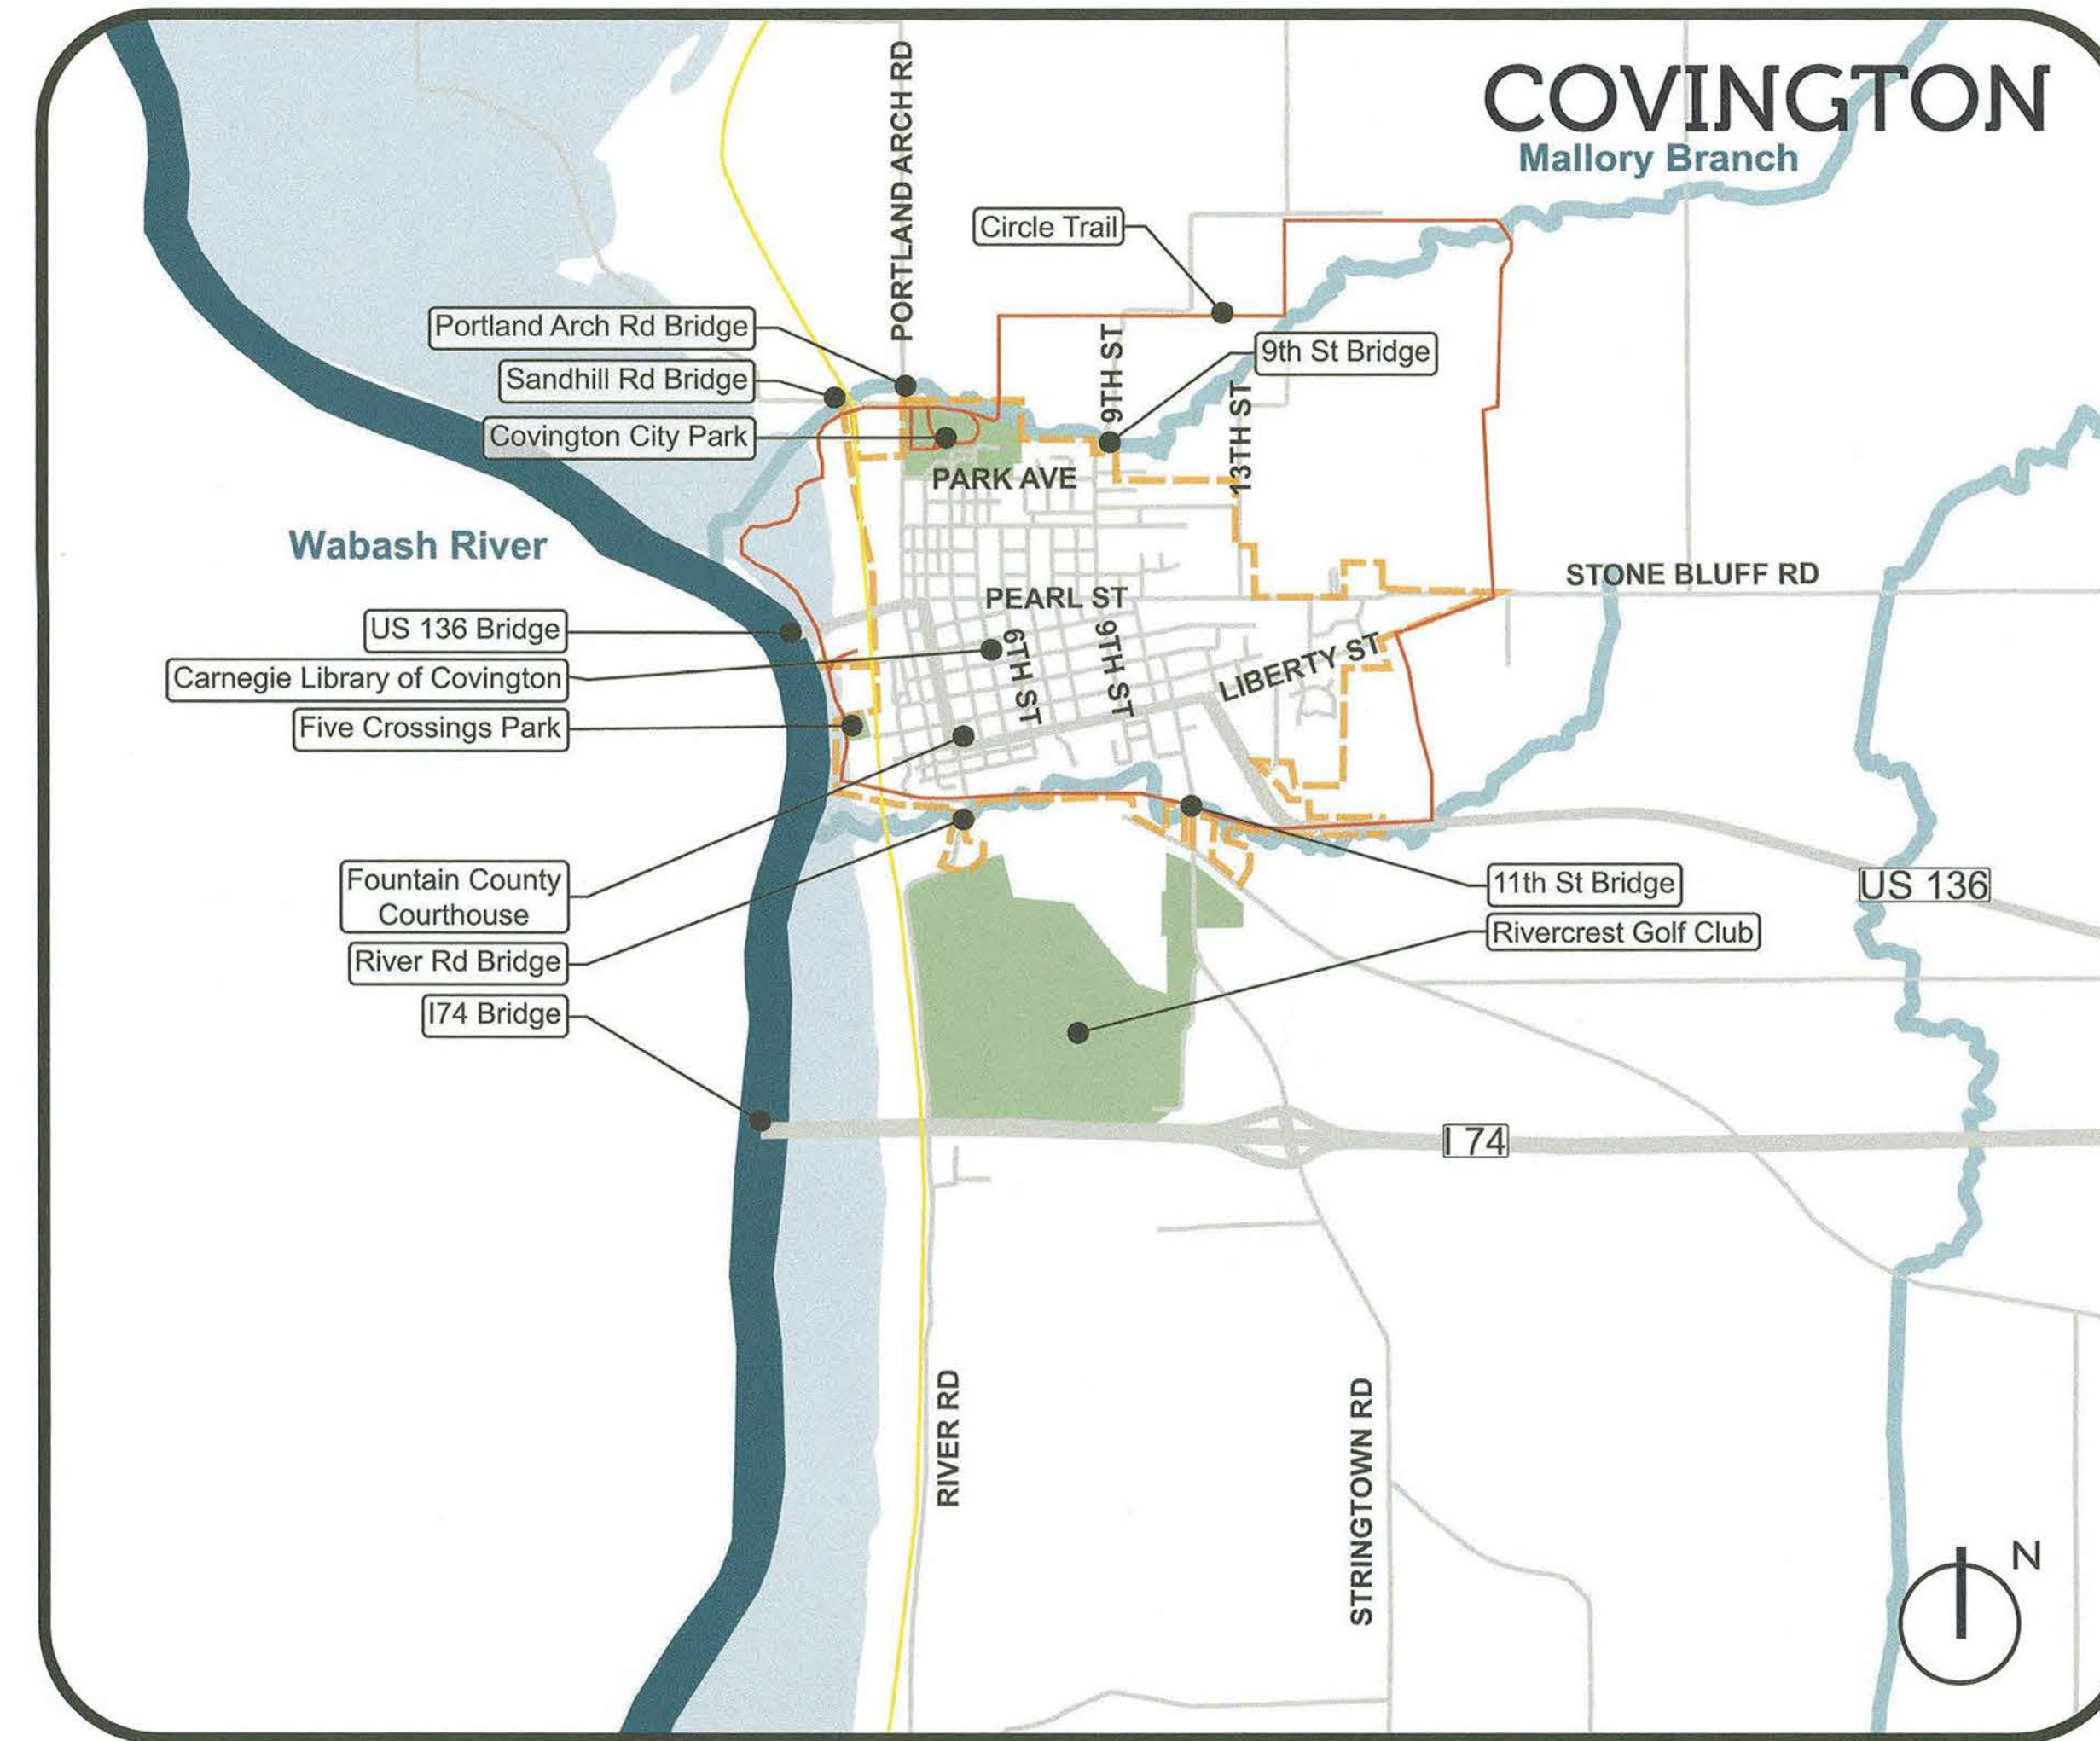 COVINGTON
Mallory Branch
PORTLAND ARCH RD
Circle Trail
Portland Arch Rd Bridge
9TH ST
9th St Bridge
Sandhill Rd Bridge
13TH ST
Covington City Park
PARK AVE
Wabash River
STONE BLUFF RD
PEARL ST
US 136 Bridge
6TH ST
9TH ST
LIBERTY ST
Carnegie Library of Covington
Five Crossings Park
Fountain County
Courthouse
11th St Bridge
US 136
Rivercrest Golf Club
River Rd Bridge
I74 Bridge
I 74
RIVER RD
STRINGTOWN RD
N